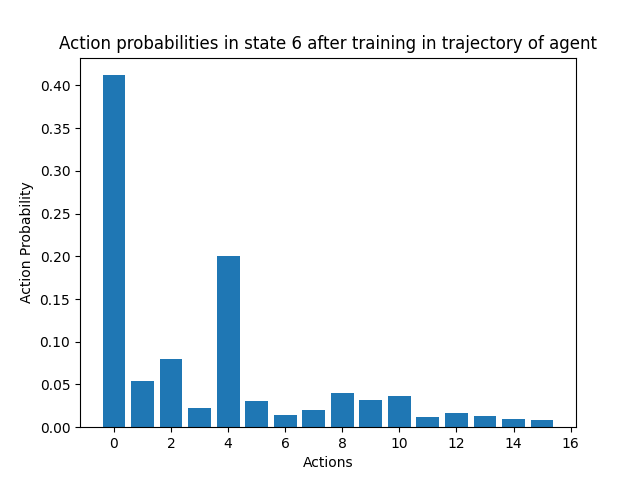 Action probabilities in state 6 after training in trajectory of agent
0.40
0.35
0.30
0.25
0.20
0.15
0.10
0.05
0.00
Action Probability
0 2 4 6 8 10 12 14 16
Actions